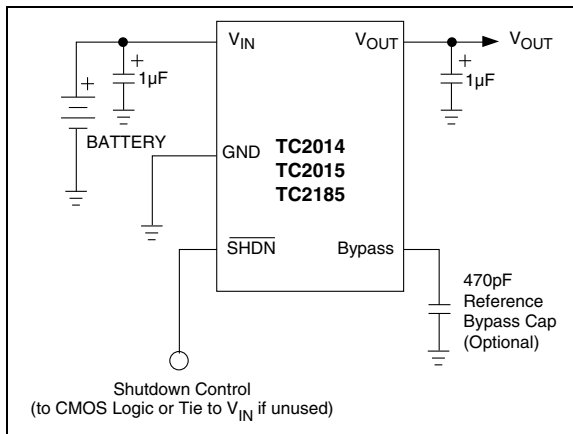 V_IN
V_OUT
V_OUT
+
1µF
+
1µF
+
BATTERY
GND
TC2014
TC2015
TC2185
SHDN
Bypass
470pF
Reference
Bypass Cap
(Optional)
Shutdown Control
(to CMOS Logic or Tie to V_IN if unused)